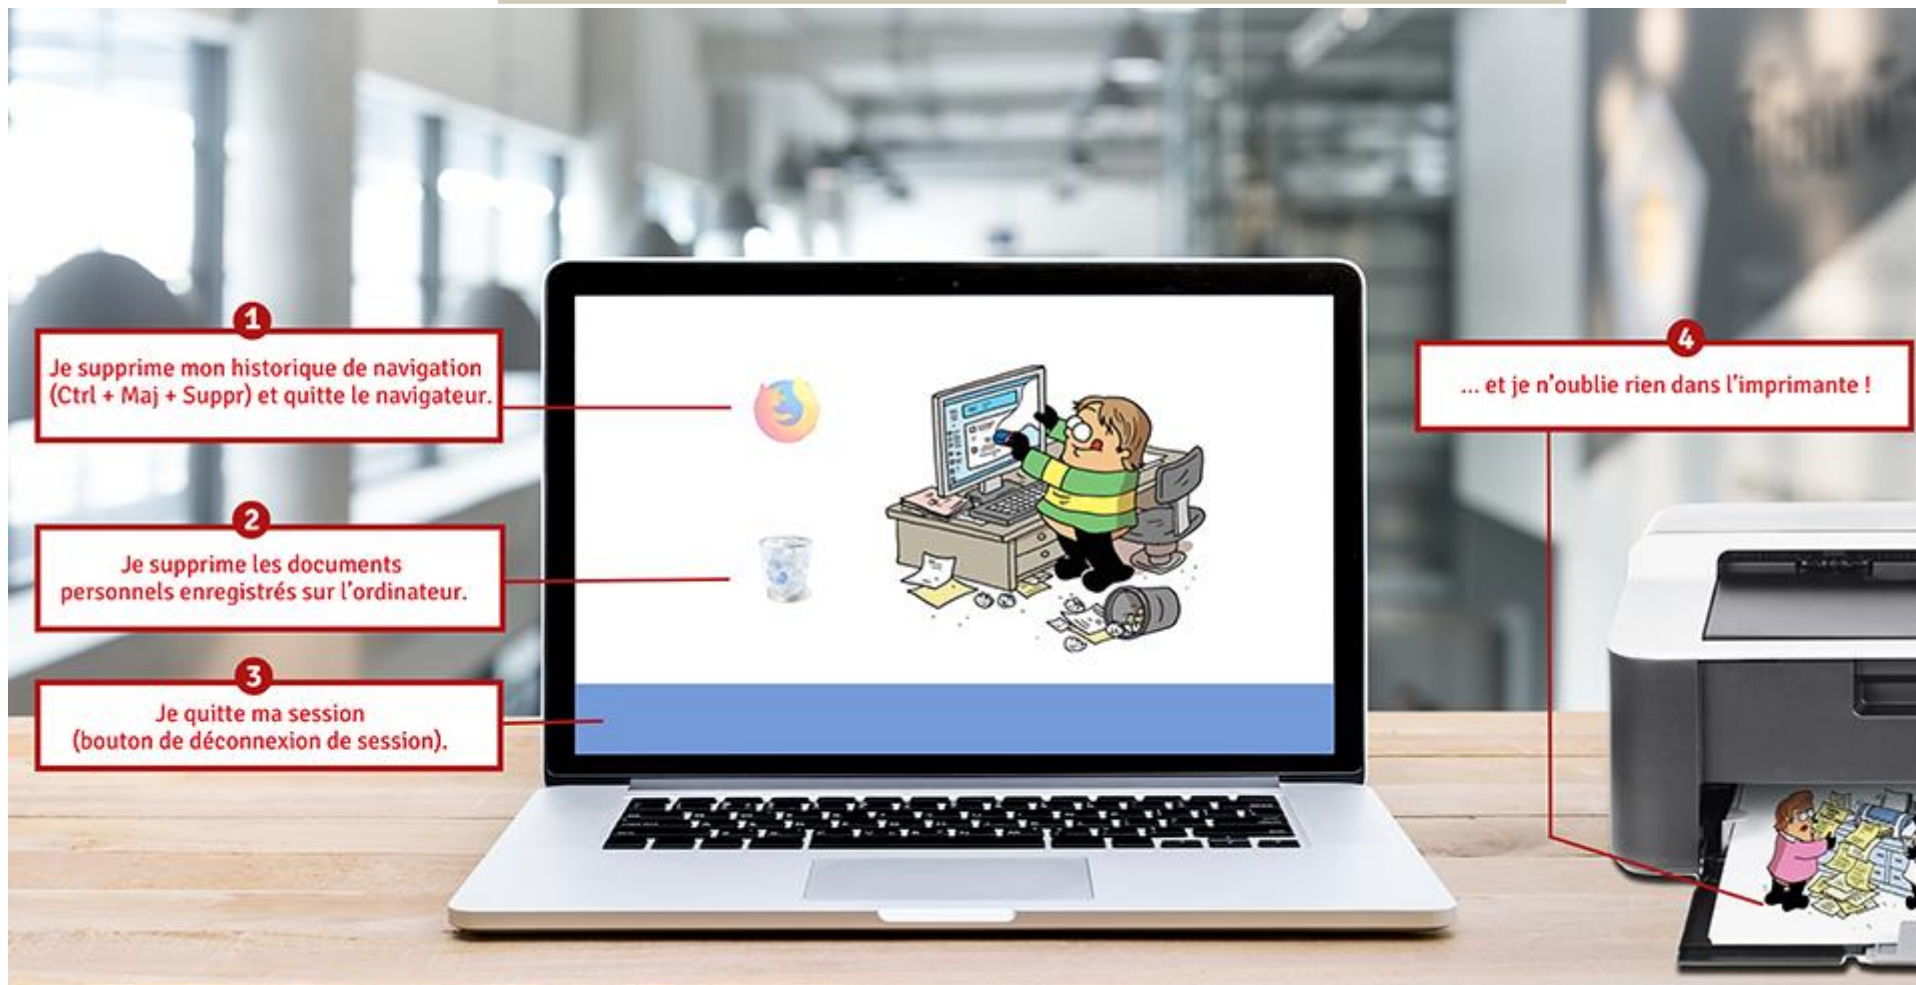 1
Je supprime mon historique de navigation
(Ctrl + Maj + Suppr) et quitte le navigateur.
2
Je supprime les documents
personnels enregistrés sur l'ordinateur.
3
Je quitte ma session
(bouton de déconnexion de session).
4
... et je n'oublie rien dans l'imprimante !